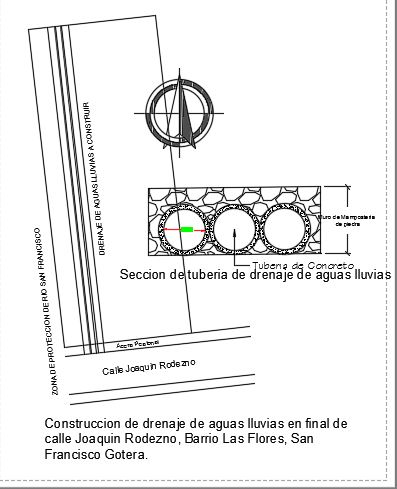 DRENAJE DE AGUAS LLUVIAS A CONSTRUIR
ZONA DE PROTECCION DE RIO SAN FRANCISCO
Muro de Mamposteria
de piedra
Tuberia de Concreto
Seccion de tuberia de drenaje de aguas lluvias
Acera Peatonal
Calle Joaquin Rodezno
Construccion de drenaje de aguas lluvias en final de
calle Joaquin Rodezno, Barrio Las Flores, San
Francisco Gotera.